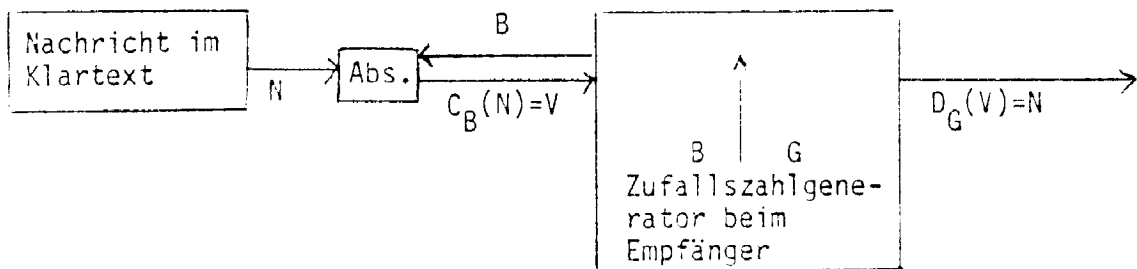 Nachricht im
Klartext
N
Abs.
B
C_B(N)=V
B G
Zufallszahlgene-
rator beim
Empfänger
D_G(V)=N